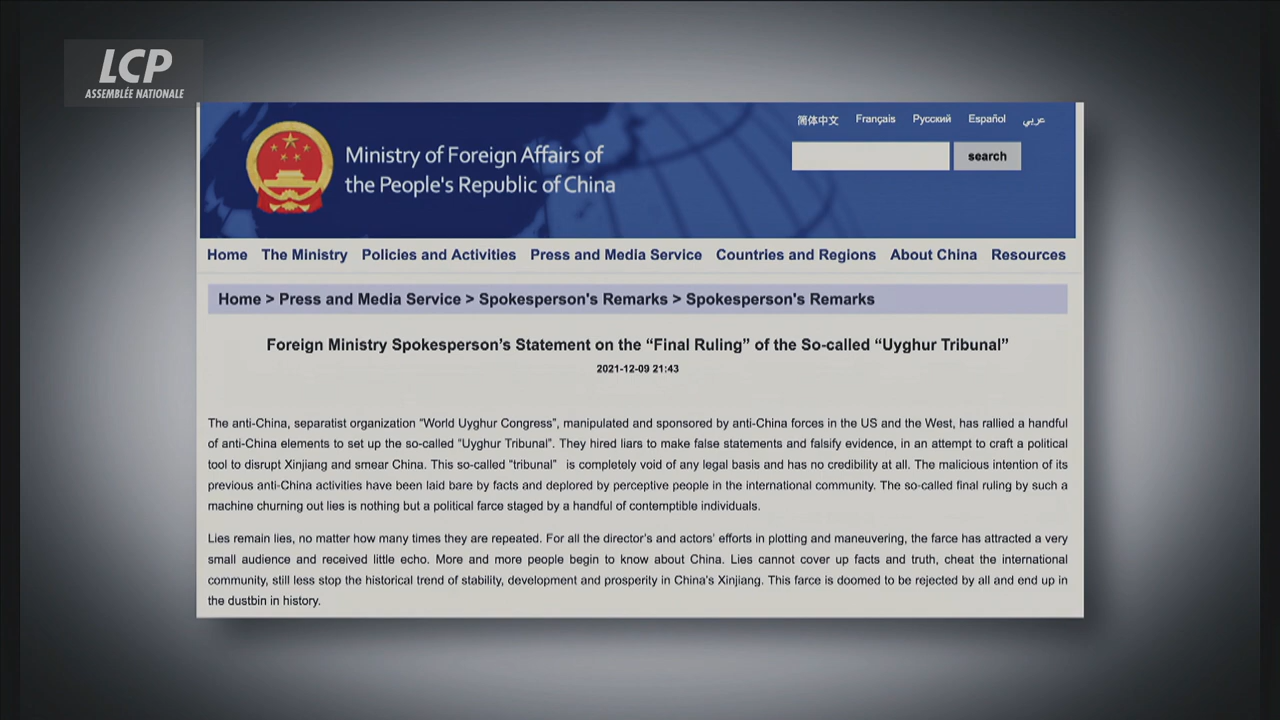 LCP
ASSEMBLÉE NATIONALE
简体中文 Français Русский Español عربي
Ministry of Foreign Affairs of
the People's Republic of China
search
Home The Ministry Policies and Activities Press and Media Service Countries and Regions About China Resources
Home > Press and Media Service > Spokesperson's Remarks > Spokesperson's Remarks
Foreign Ministry Spokesperson's Statement on the “Final Ruling” of the So-called “Uyghur Tribunal”
2021-12-09 21:43
The anti-China, separatist organization “World Uyghur Congress”, manipulated and sponsored by anti-China forces in the US and the West, has rallied a handful
of anti-China elements to set up the so-called “Uyghur Tribunal”. They hired liars to make false statements and falsify evidence, in an attempt to craft a political
tool to disrupt Xinjiang and smear China. This so-called “tribunal” is completely void of any legal basis and has no credibility at all. The malicious intention of its
previous anti-China activities have been laid bare by facts and deplored by perceptive people in the international community. The so-called final ruling by such a
machine churning out lies is nothing but a political farce staged by a handful of contemptible individuals.
Lies remain lies, no matter how many times they are repeated. For all the director's and actors' efforts in plotting and maneuvering, the farce has attracted a very
small audience and received little echo. More and more people begin to know about China. Lies cannot cover up facts and truth, cheat the international
community, still less stop the historical trend of stability, development and prosperity in China's Xinjiang. This farce is doomed to be rejected by all and end up in
the dustbin in history.